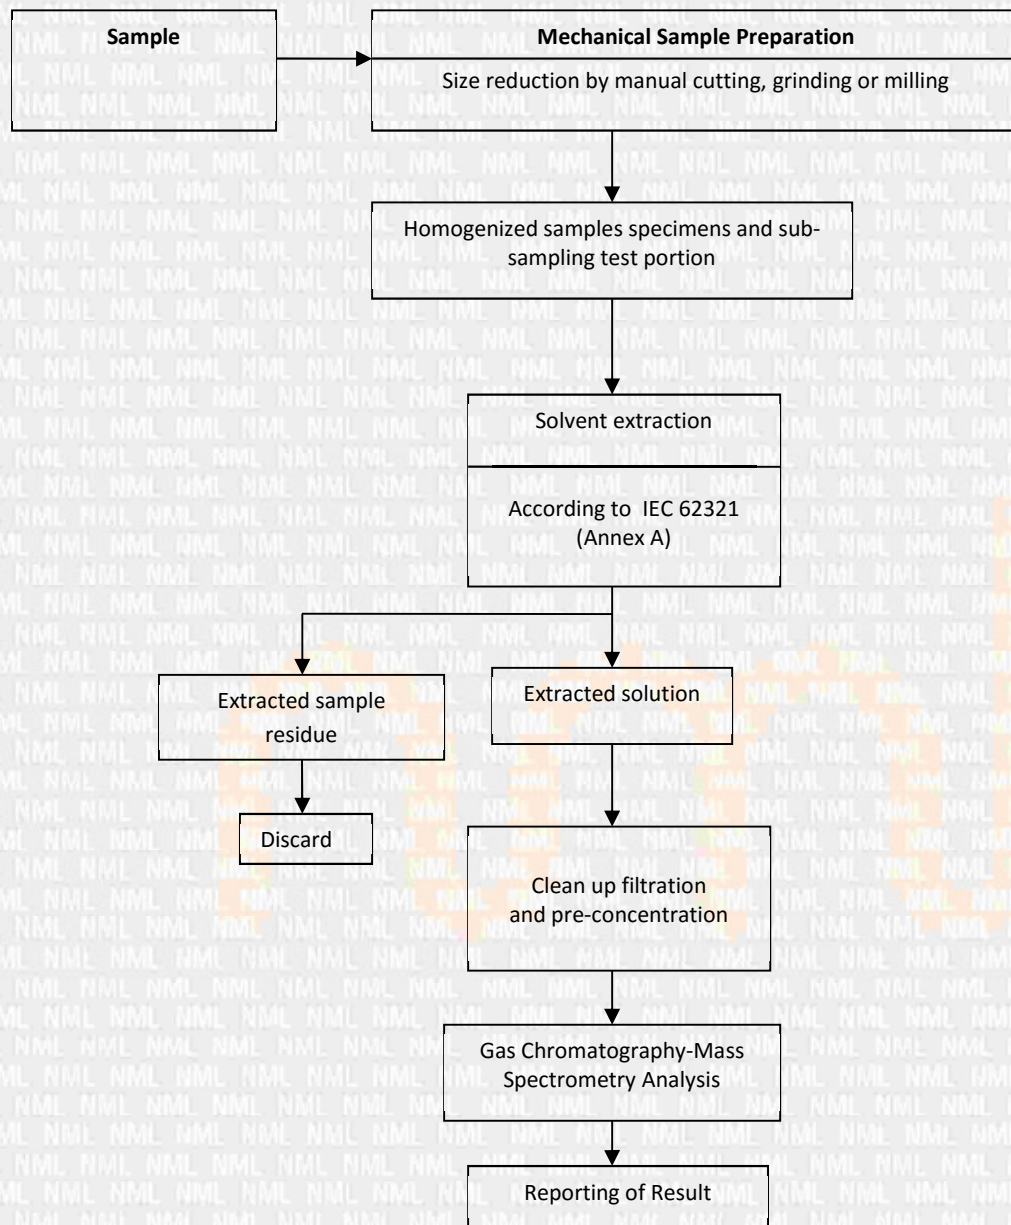 Sample
Mechanical Sample Preparation
Size reduction by manual cutting, grinding or milling
Homogenized samples specimens and sub-
sampling test portion
Solvent extraction
According to IEC 62321
(Annex A)
Extracted sample
residue
Extracted solution
Discard
Clean up filtration
and pre-concentration
Gas Chromatography-Mass
Spectrometry Analysis
Reporting of Result